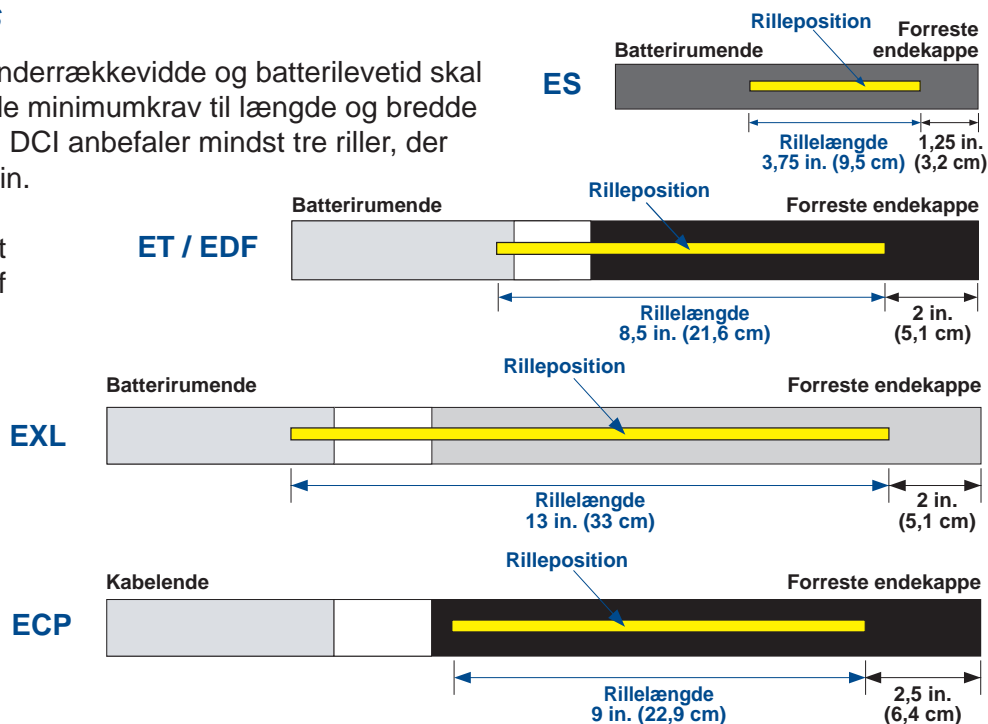 nderrækkevidde og batterilevetid skal
le minimumkrav til længde og bredde
DCI anbefaler mindst tre riller, der
in.
t
f
Rilleposition
Batterirumende
Forreste
endekappe
ES
Rillelængde
3,75 in. (9,5 cm)
1,25 in.
(3,2 cm)
Rilleposition
Batterirumende
Forreste endekappe
ET / EDF
Rillelængde
8,5 in. (21,6 cm)
2 in.
(5,1 cm)
Rilleposition
Batterirumende
Forreste endekappe
EXL
Rillelængde
13 in. (33 cm)
2 in.
(5,1 cm)
Rilleposition
Kabelende
Forreste endekappe
ECP
Rillelængde
9 in. (22,9 cm)
2,5 in.
(6,4 cm)